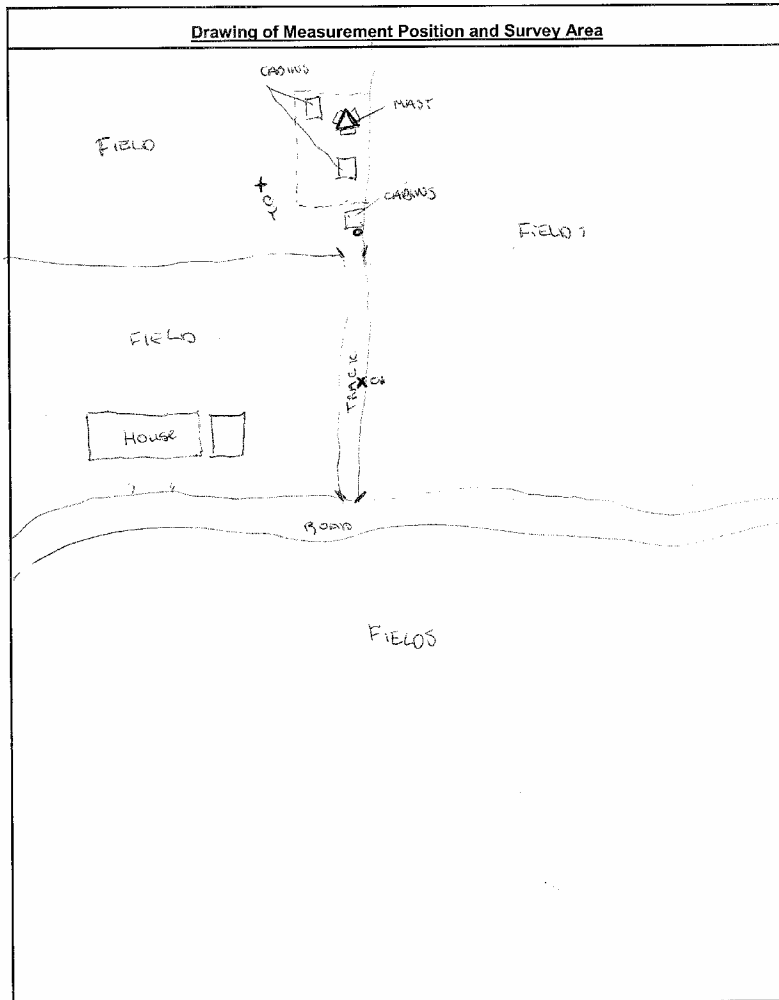 Drawing of Measurement Position and Survey Area
CABINS
MAST
FIELD
CABINS
FIELD
FIELD
TRACK
HOUSE
ROAD
FIELDS